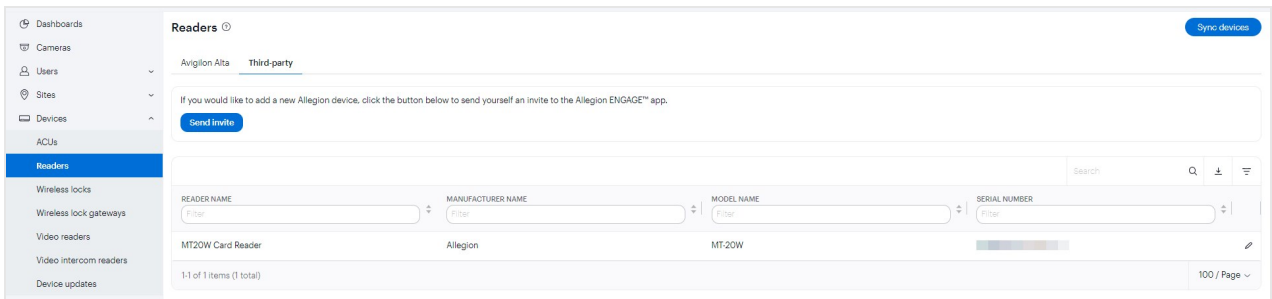 Dashboards
Cameras
Users
Sites
Devices
ACUs
Readers
Wireless locks
Wireless lock gateways
Video readers
Video intercom readers
Device updates
Readers ?
Sync devices
Avigilon Alta Third-party
If you would like to add a new Allegion device, click the button below to send yourself an invite to the Allegion ENGAGE™ app.
Send invite
Search
READER NAME MANUFACTURER NAME MODEL NAME SERIAL NUMBER
Filter Filter Filter Filter
MT20W Card Reader Allegion MT-20W
1-1 of 1 items (1 total) 100 / Page